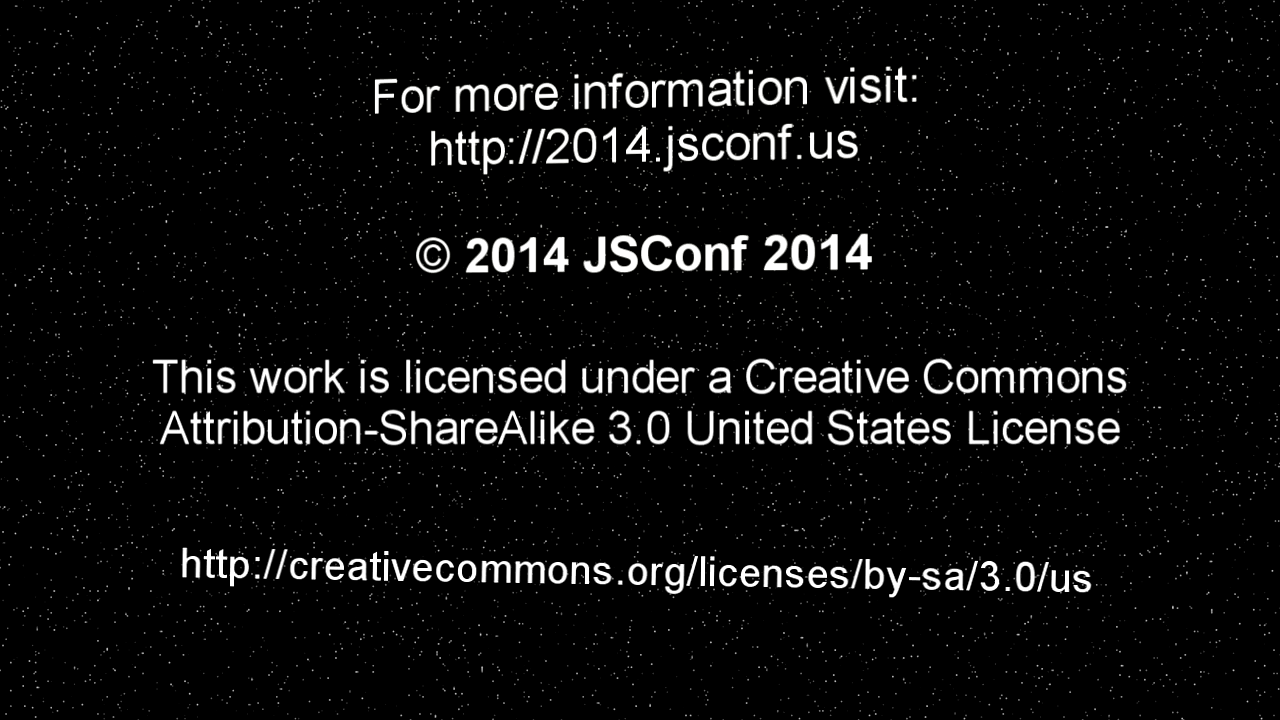 For more information visit:
http://2014.jsconf.us
© 2014 JSConf 2014
This work is licensed under a Creative Commons
Attribution-ShareAlike 3.0 United States License
http://creativecommons.org/licenses/by-sa/3.0/us